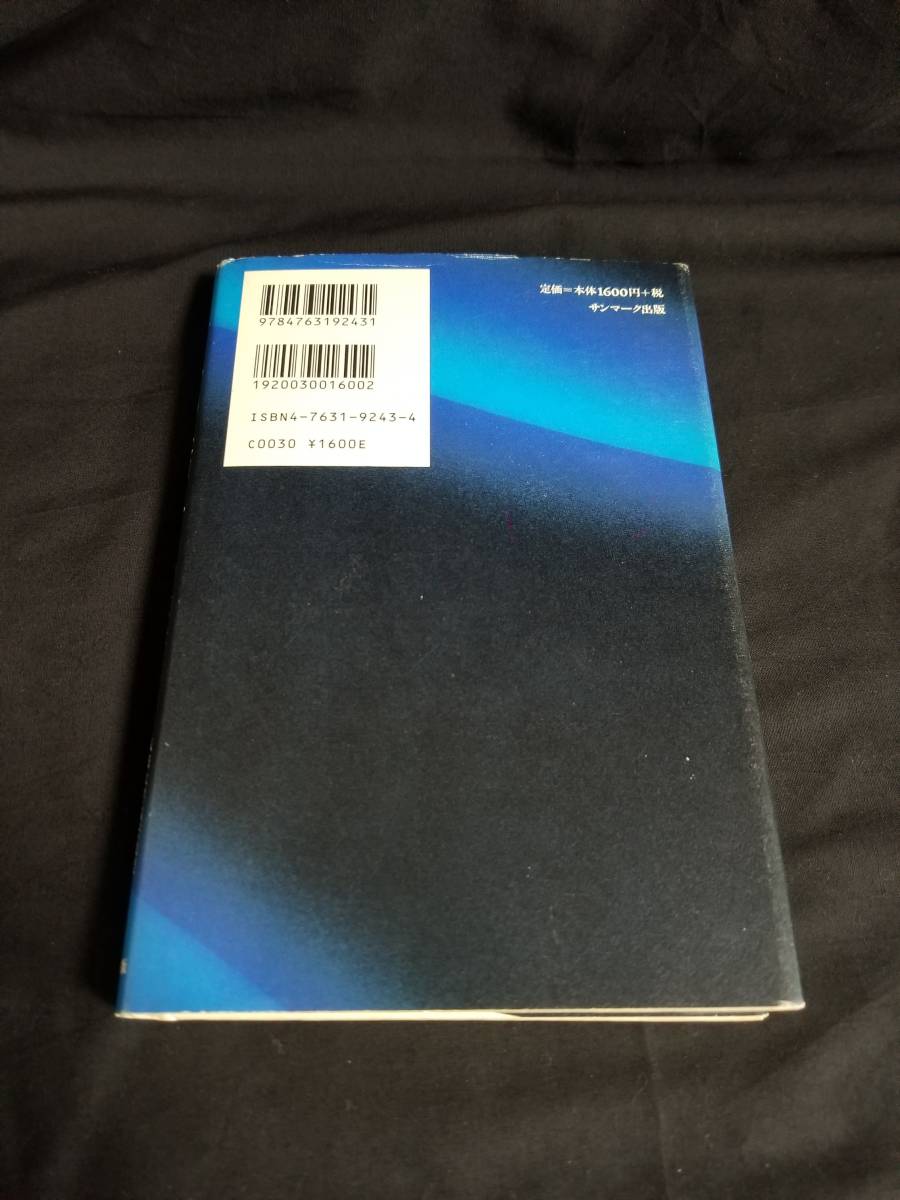 9784763192431
1920030016002
ISBN4-7631-9243-4
C0030 ¥1600E
定価=本体1600円+税
サンマーク出版